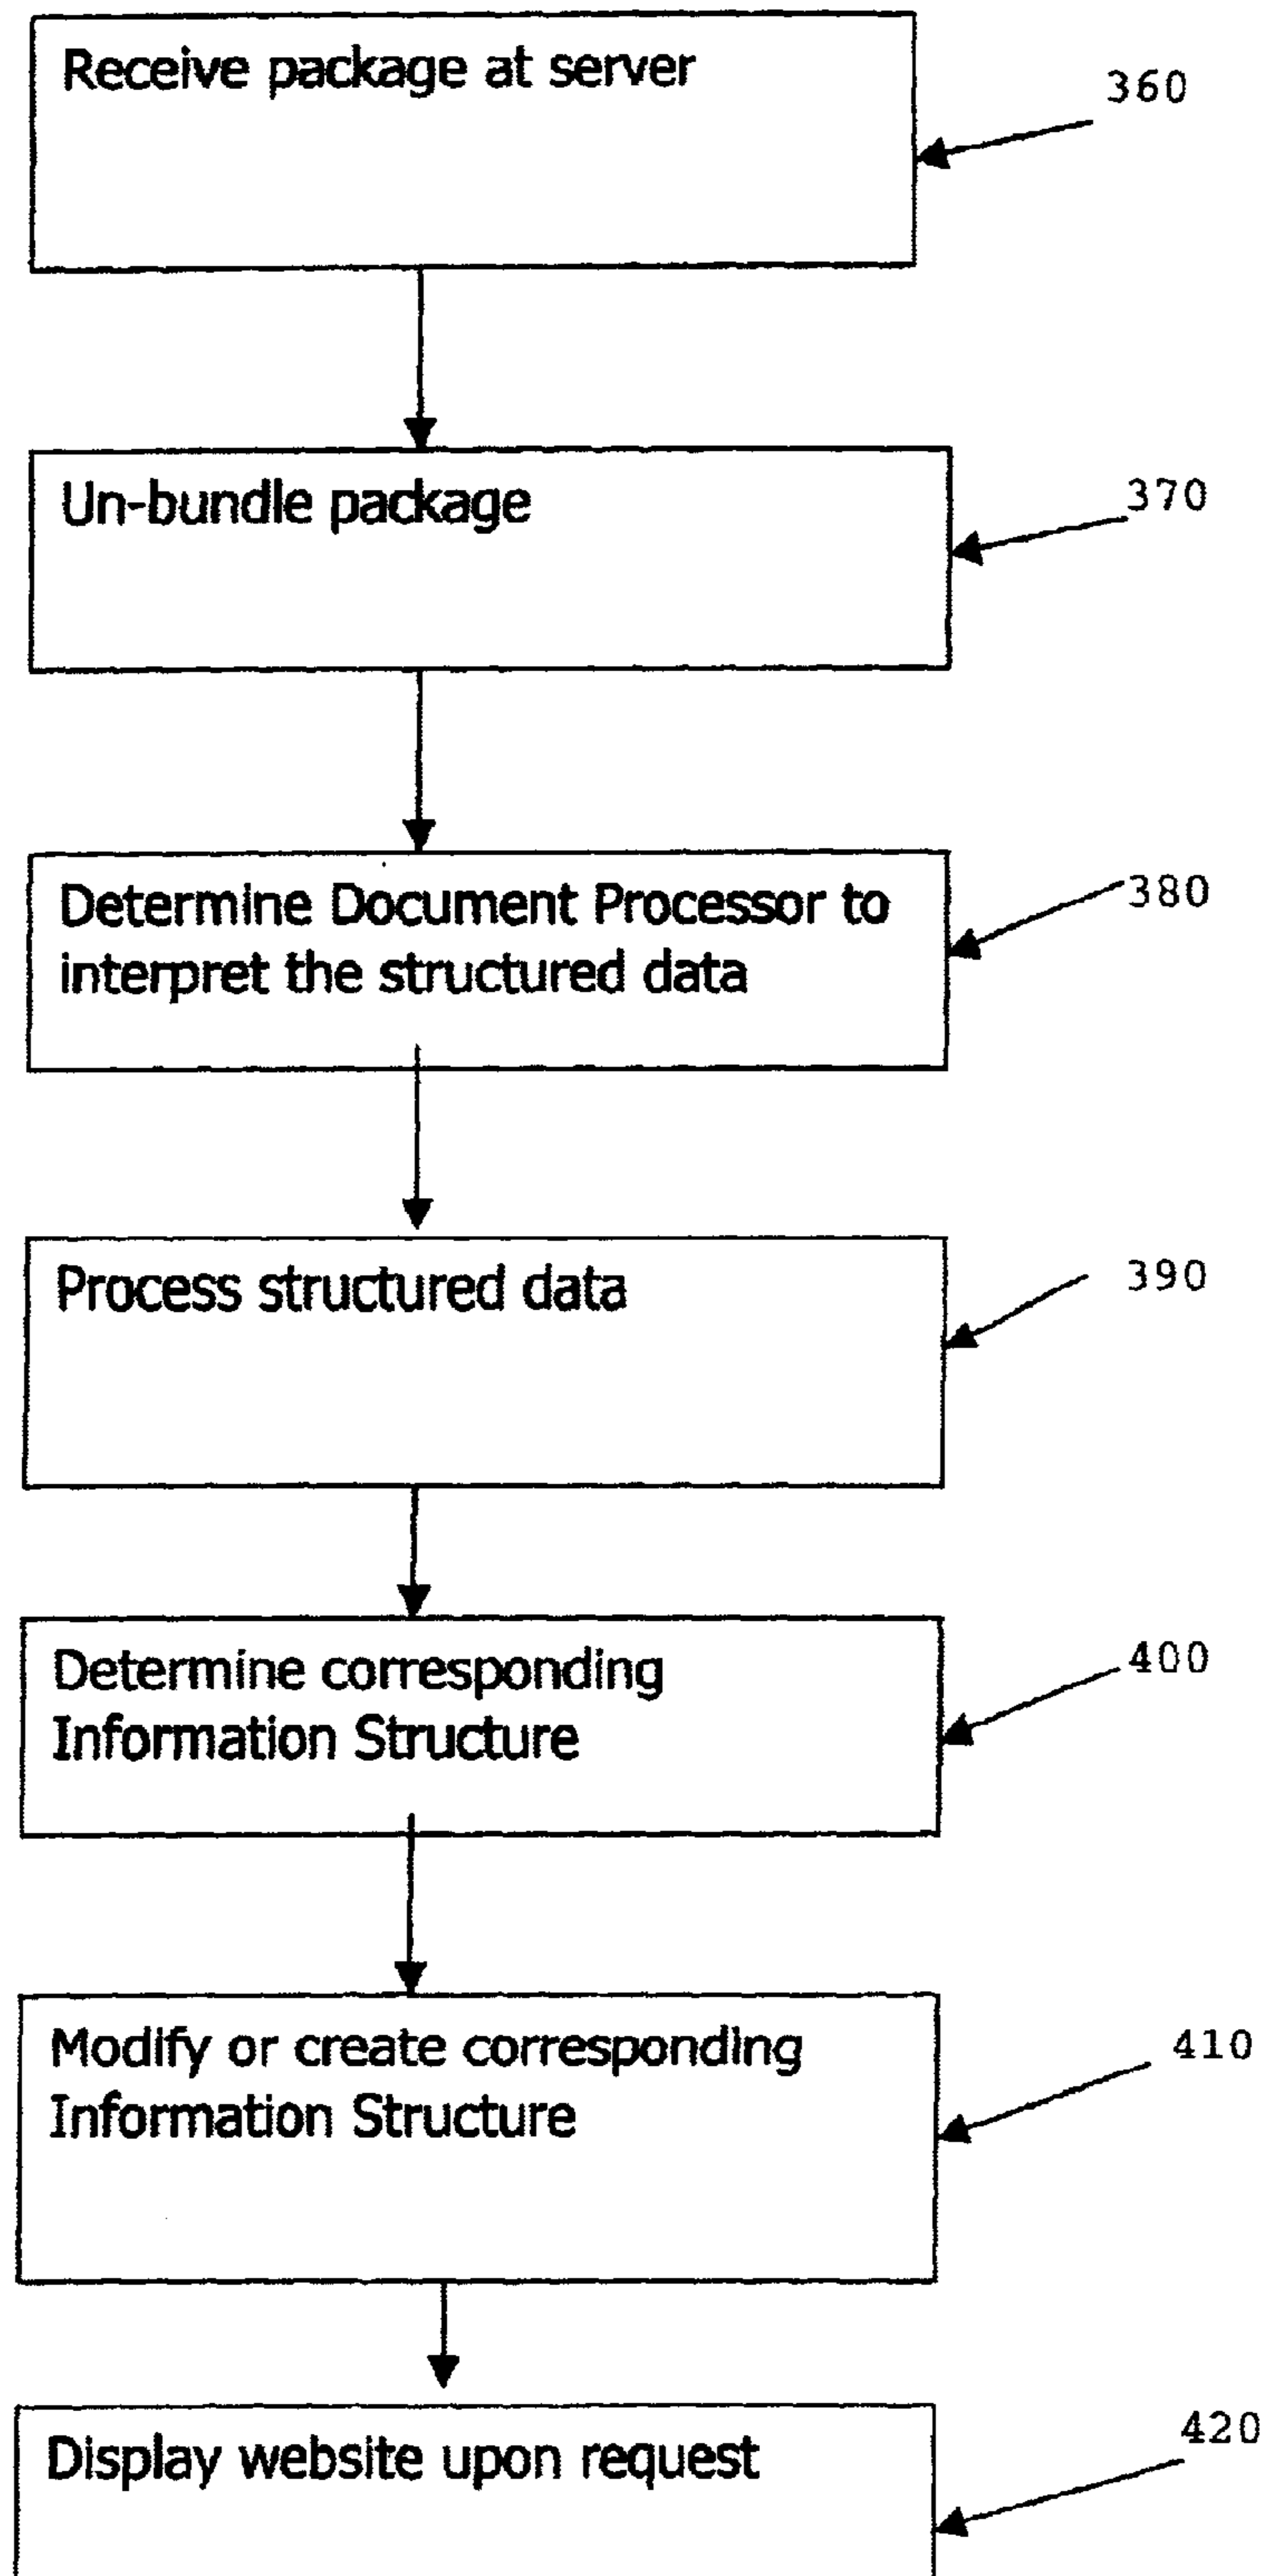 Receive package at server
360
Un-bundle package
370
Determine Document Processor to
interpret the structured data
380
Process structured data
390
Determine corresponding
Information Structure
400
Modify or create corresponding
Information Structure
410
Display website upon request
420